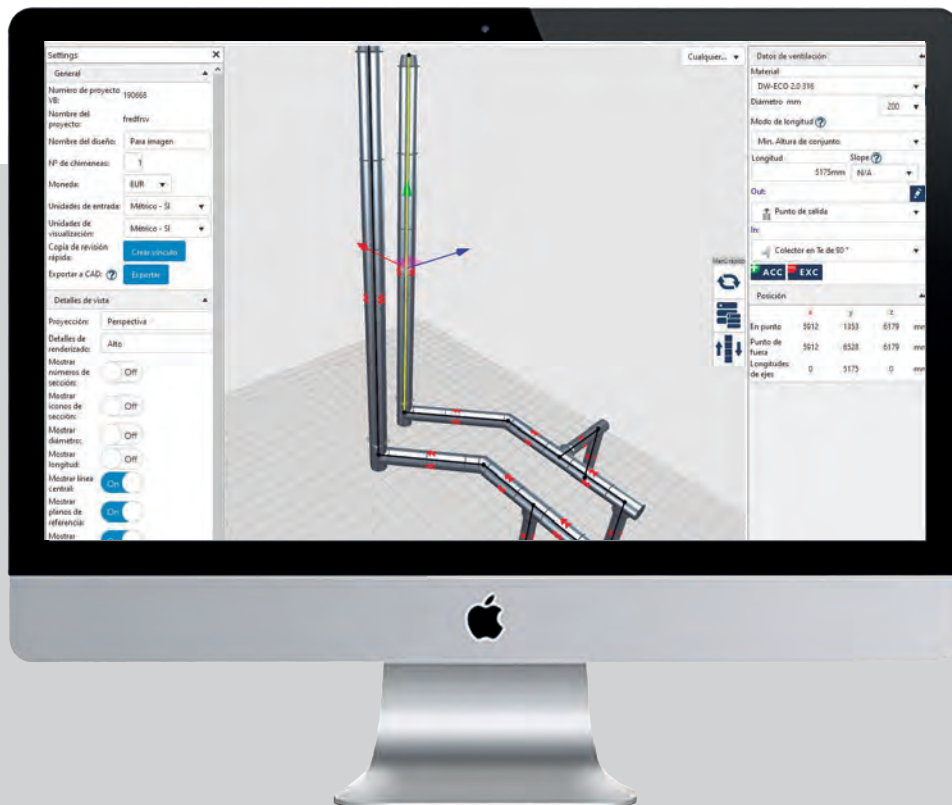 Settings
General
Numero de proyecto
VB:
190668
Nombre del
proyecto:
fredfrsv
Nombre del diseño:
Para imagen
Nº de chimeneas:
1
Moneda:
EUR
Unidades de entrada:
Métrico - SI
Unidades de
visualización:
Métrico - SI
Copia de revisión
rápida:
Crear vínculo
Exportar a CAD:
?
Exportar
Detalles de vista
Proyección:
Perspectiva
Detalles de
renderizado:
Alto
Mostrar
números de
sección:
Off
Mostrar
iconos de
sección:
Off
Mostrar
diámetro:
Off
Mostrar
longitud:
Off
Mostrar línea
central:
On
Mostrar
planos de
referencia:
On
Mostrar
Cualquier...
Menú rápido
Datos de ventilación
Material
DW-ECO 2.0 316
Diámetro mm
200
Modo de longitud ?
Min. Altura de conjunto.
Longitud
Slope ?
5175mm
N/A
Out:
Punto de salida
In:
Colector en Te de 90 °
ACC
EXC
Posición
x y z
En punto 5912 1353 6179 mm
Punto de
fuera
5912 6528 6179 mm
Longitudes
de ejes
0 5175 0 mm